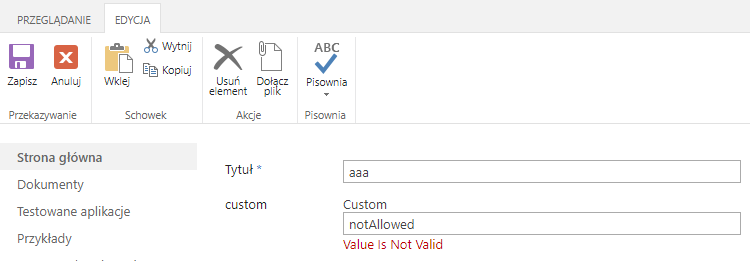 PRZEGLĄDANIE EDYCJA
Zapisz
Anuluj
Wklej
Wytnij
Kopiuj
Usuń
element
Dołącz
plik
ABC
Pisownia
Przekazywanie
Schowek
Akcje
Pisownia
Strona główna
Dokumenty
Testowane aplikacje
Przykłady
Tytuł * aaa
custom Custom
notAllowed
Value Is Not Valid